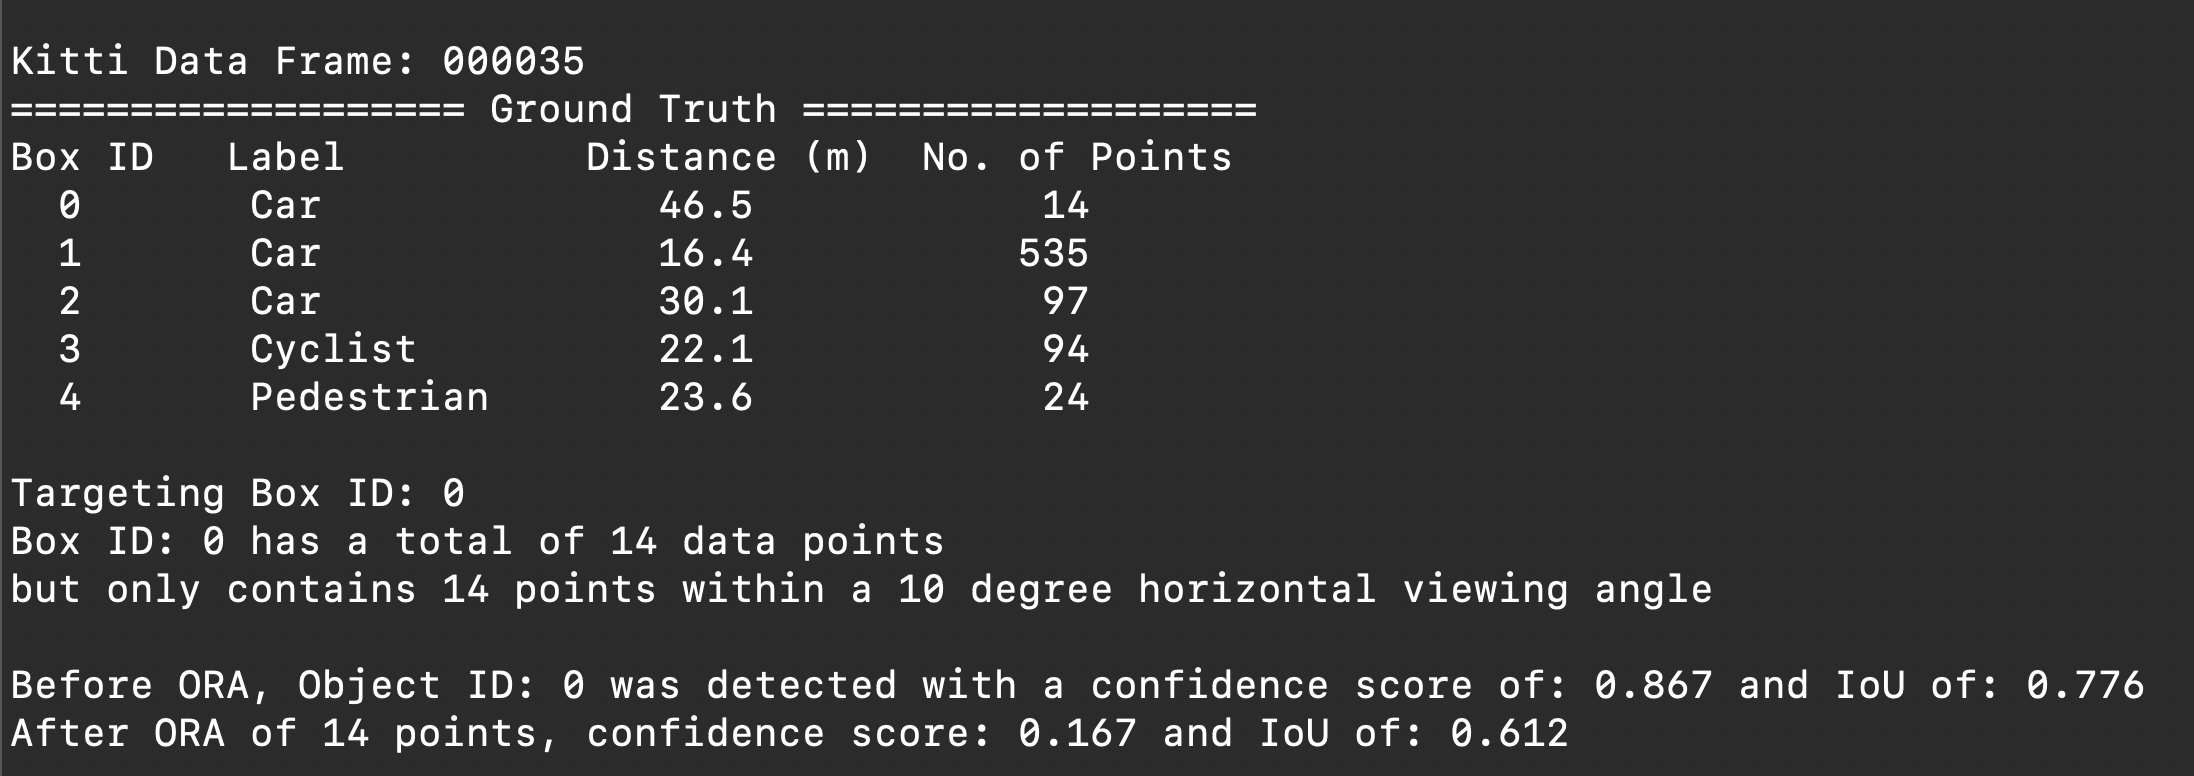 Kitti Data Frame: 000035
=================== Ground Truth ===================
Box ID   Label          Distance (m)  No. of Points
  0       Car              46.5            14
  1       Car              16.4           535
  2       Car              30.1            97
  3       Cyclist          22.1            94
  4       Pedestrian       23.6            24
Targeting Box ID: 0
Box ID: 0 has a total of 14 data points
but only contains 14 points within a 10 degree horizontal viewing angle
Before ORA, Object ID: 0 was detected with a confidence score of: 0.867 and IoU of: 0.776
After ORA of 14 points, confidence score: 0.167 and IoU of: 0.612